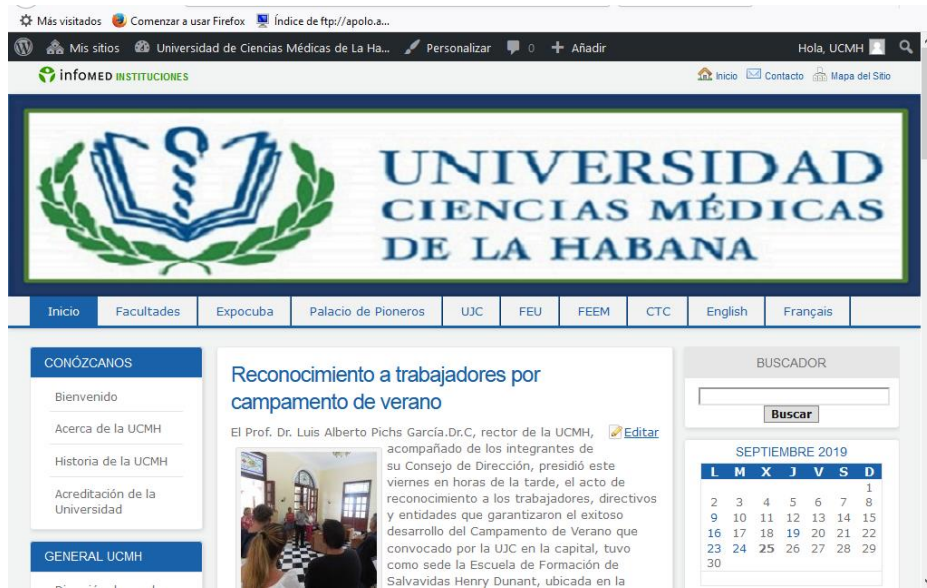 Más visitados Comenzar a usar Firefox Índice de ftp://apolo.a...
Mis sitios Universidad de Ciencias Médicas de La Ha... Personalizar 0 Añadir Hola, UCMH
infoMED INSTITUCIONES Inicio Contacto Mapa del Sitio
UNIVERSIDAD
CIENCIAS MÉDICAS
DE LA HABANA
Inicio Facultades Expocuba Palacio de Pioneros UJC FEU FEEM CTC English Français
CONÓZCANOS
Bienvenido
Acerca de la UCMH
Historia de la UCMH
Acreditación de la
Universidad
GENERAL UCMH
Reconocimiento a trabajadores por
campamento de verano
El Prof. Dr. Luis Alberto Pichs García.Dr.C, rector de la UCMH, Editar
acompañado de los integrantes de
su Consejo de Dirección, presidió este
viernes en horas de la tarde, el acto de
reconocimiento a los trabajadores, directivos
y entidades que garantizaron el exitoso
desarrollo del Campamento de Verano que
convocado por la UJC en la capital, tuvo
como sede la Escuela de Formación de
Salvavidas Henry Dunant, ubicada en la
BUSCADOR
Buscar
SEPTIEMBRE 2019
L M X J V S D
1
2 3 4 5 6 7 8
9 10 11 12 13 14 15
16 17 18 19 20 21 22
23 24 25 26 27 28 29
30